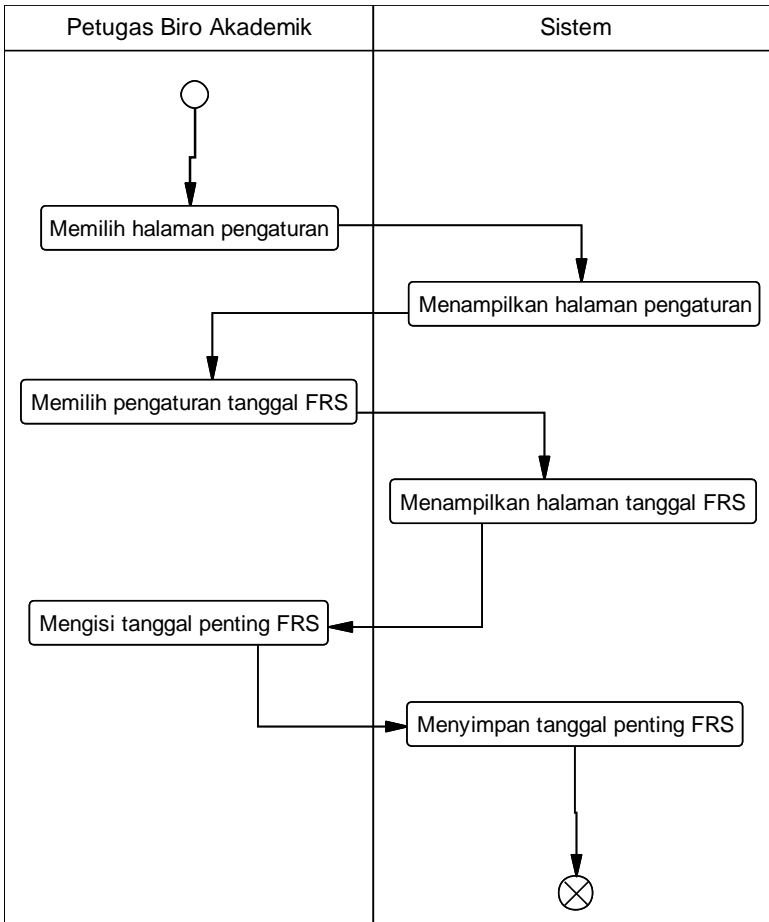 Petugas Biro Akademik
Sistem
Memilih halaman pengaturan
Menampilkan halaman pengaturan
Memilih pengaturan tanggal FRS
Menampilkan halaman tanggal FRS
Mengisi tanggal penting FRS
Menyimpan tanggal penting FRS